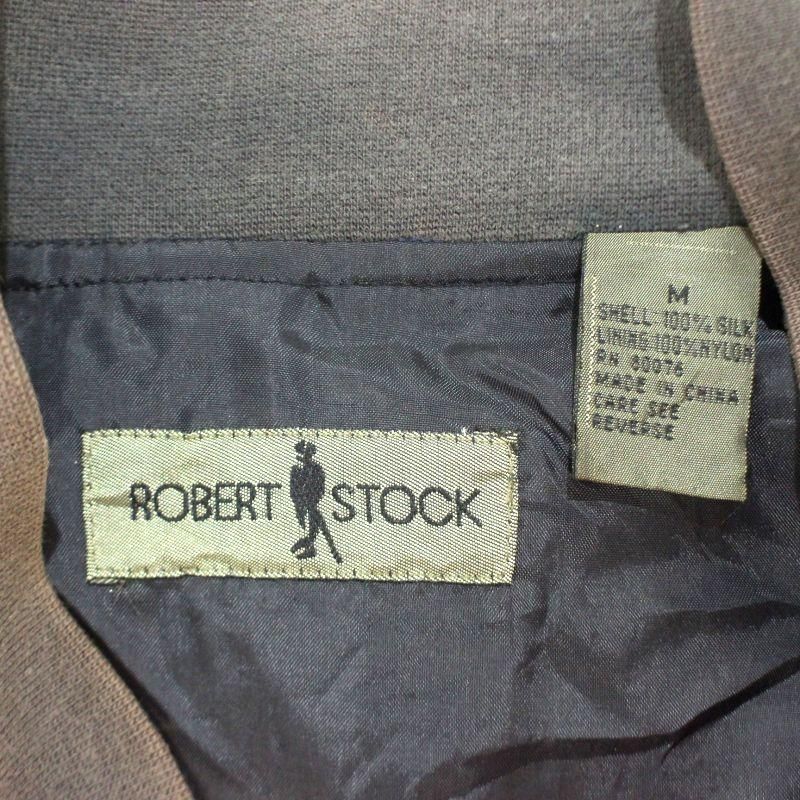 M
SHELL 100% SILK
LINING 100% NYLON
RN 80076
MADE IN CHINA
CARE SEE
REVERSE
ROBERT STOCK